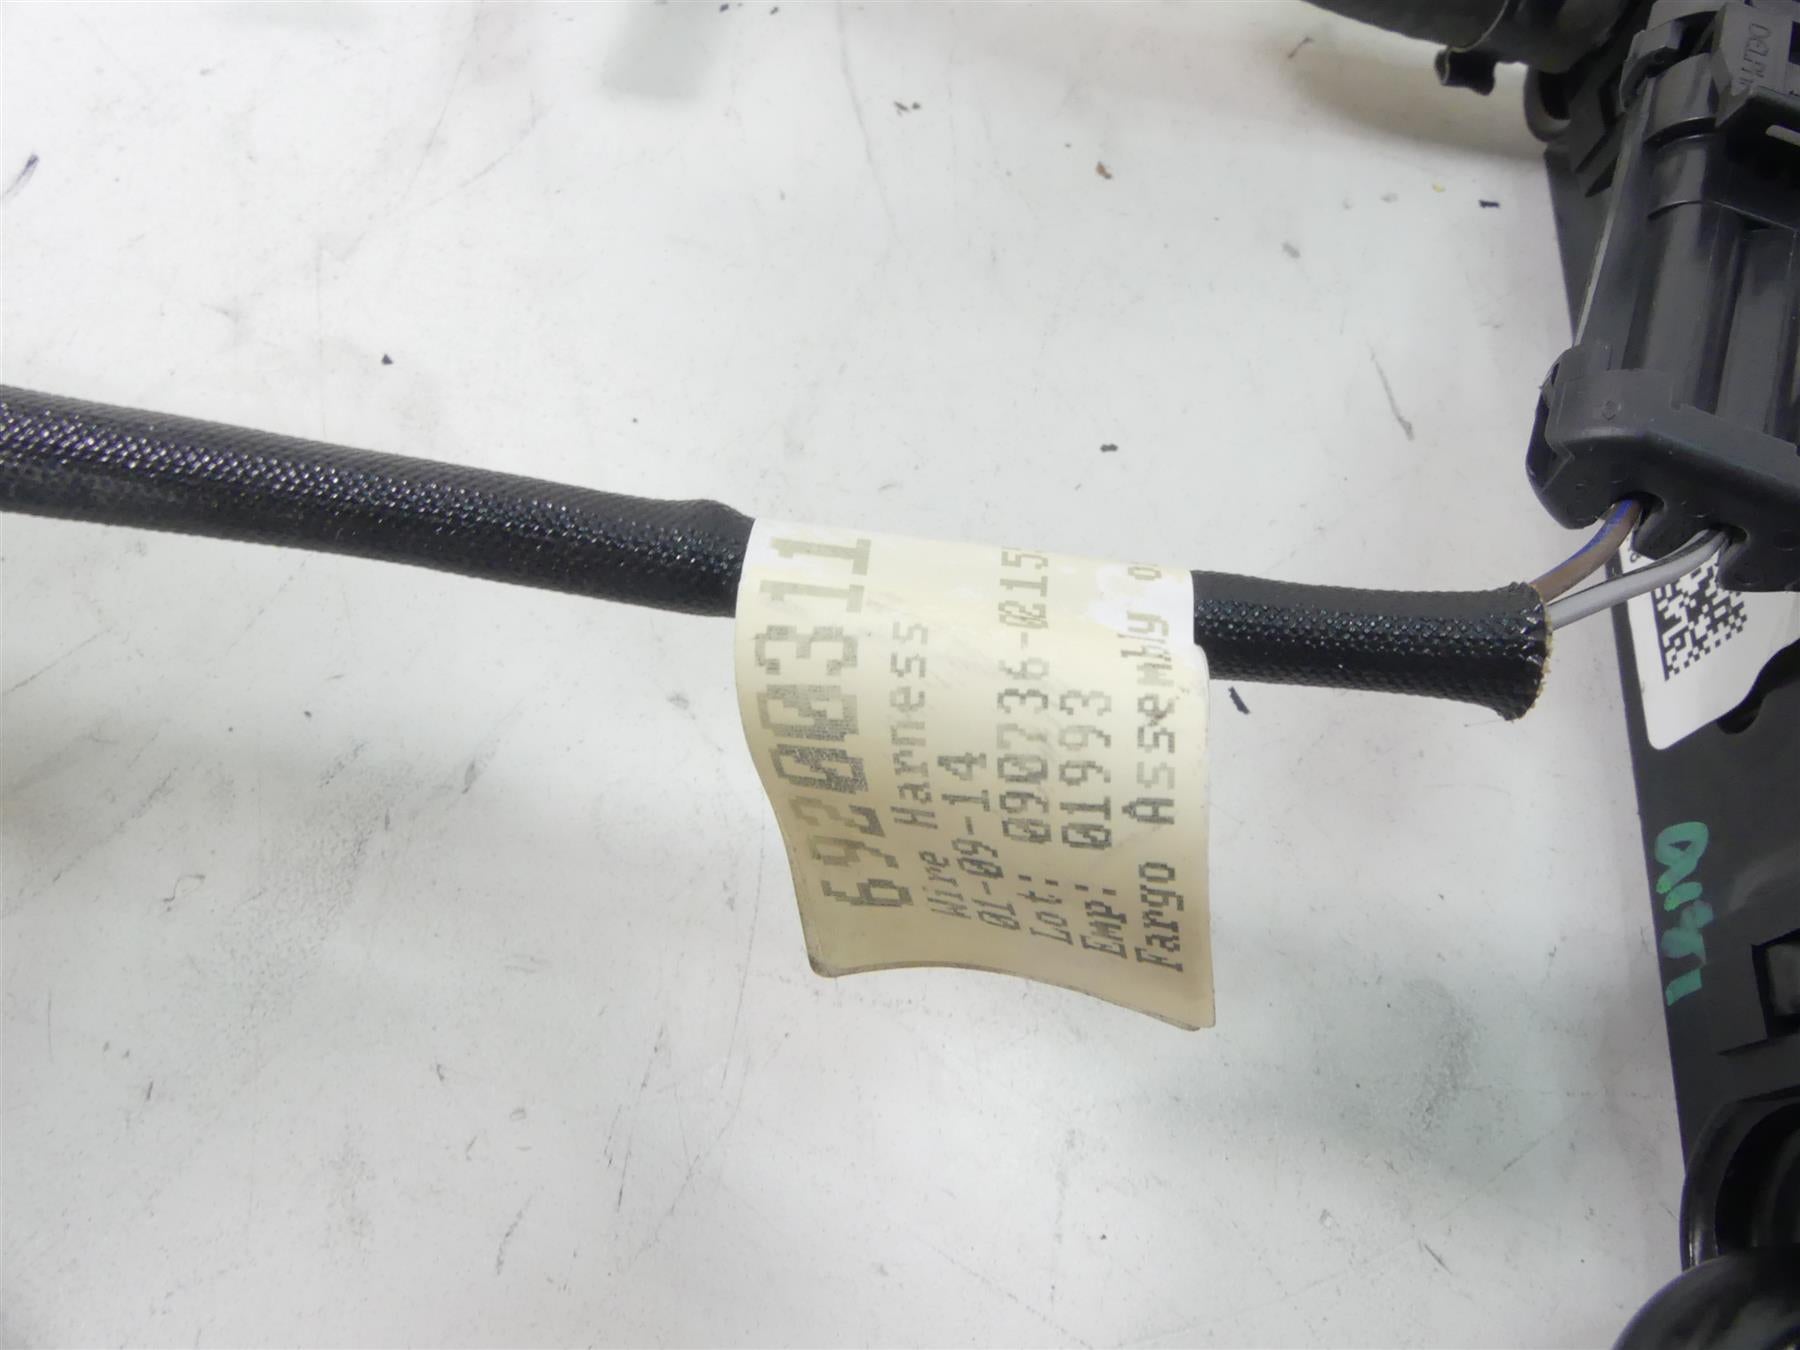 69200311
Wire Harness
01-09-14
Lot: 090736-0215
Emp: 01993
Fargo Assembly